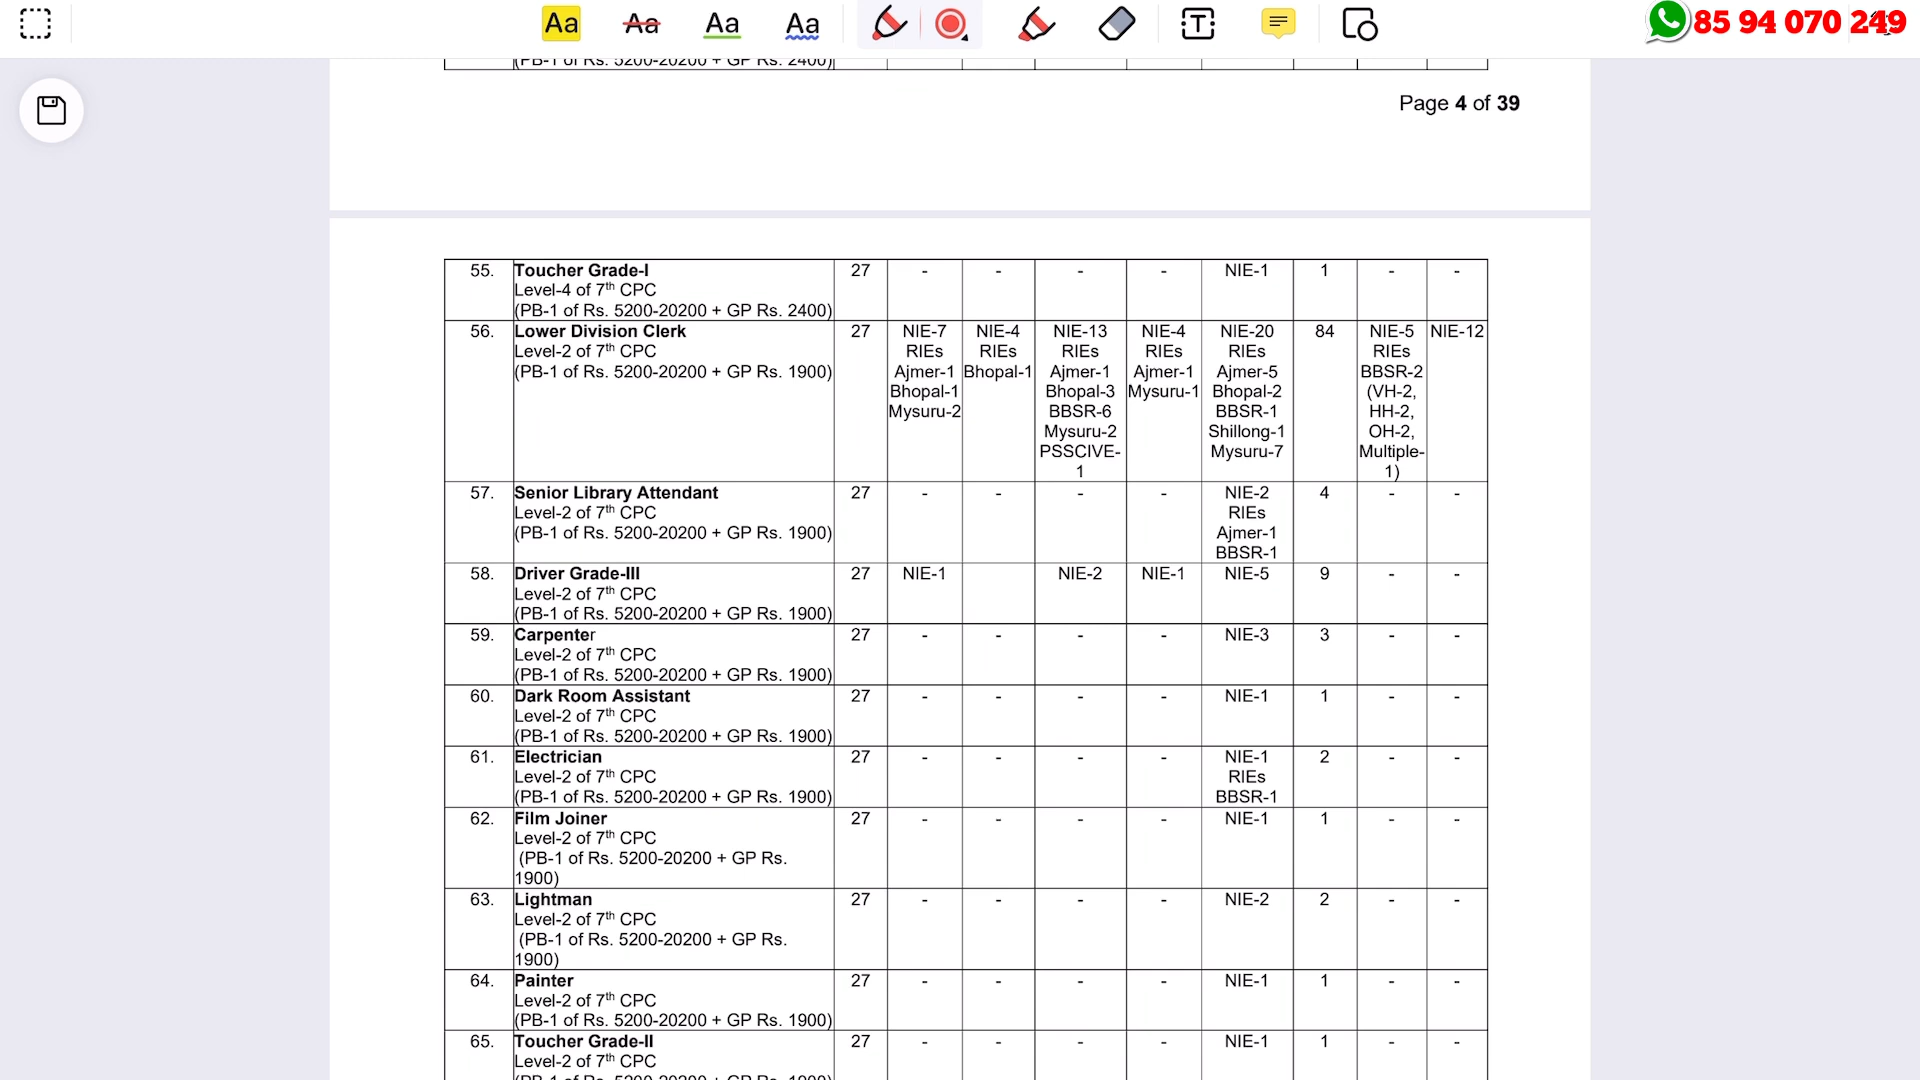 Aa Aa Aa Aa T
85 94 070 249
(PB-1 of Rs. 5200-20200 + GP Rs. 2400)
Page 4 of 39
55. Toucher Grade-I 27 - - - - NIE-1 1 - -
Level-4 of 7th CPC
(PB-1 of Rs. 5200-20200 + GP Rs. 2400)
56. Lower Division Clerk 27 NIE-7 NIE-4 NIE-13 NIE-4 NIE-20 84 NIE-5 NIE-12
Level-2 of 7th CPC RIEs RIEs RIEs RIEs RIEs RIEs
(PB-1 of Rs. 5200-20200 + GP Rs. 1900) Ajmer-1 Bhopal-1 Ajmer-1 Ajmer-1 Ajmer-5 BBSR-2
Bhopal-1 Bhopal-3 Mysuru-1 Bhopal-2 (VH-2,
Mysuru-2 BBSR-6 BBSR-1 HH-2,
Mysuru-2 Shillong-1 OH-2,
PSSCIVE- Mysuru-7 Multiple-
1 1)
57. Senior Library Attendant 27 - - - - NIE-2 4 - -
Level-2 of 7th CPC RIEs
(PB-1 of Rs. 5200-20200 + GP Rs. 1900) Ajmer-1
BBSR-1
58. Driver Grade-III 27 NIE-1 NIE-2 NIE-1 NIE-5 9 - -
Level-2 of 7th CPC
(PB-1 of Rs. 5200-20200 + GP Rs. 1900)
59. Carpenter 27 - - - - NIE-3 3 - -
Level-2 of 7th CPC
(PB-1 of Rs. 5200-20200 + GP Rs. 1900)
60. Dark Room Assistant 27 - - - - NIE-1 1 - -
Level-2 of 7th CPC
(PB-1 of Rs. 5200-20200 + GP Rs. 1900)
61. Electrician 27 - - - - NIE-1 2 - -
Level-2 of 7th CPC RIEs
(PB-1 of Rs. 5200-20200 + GP Rs. 1900) BBSR-1
62. Film Joiner 27 - - - - NIE-1 1 - -
Level-2 of 7th CPC
(PB-1 of Rs. 5200-20200 + GP Rs.
1900)
63. Lightman 27 - - - - NIE-2 2 - -
Level-2 of 7th CPC
(PB-1 of Rs. 5200-20200 + GP Rs.
1900)
64. Painter 27 - - - - NIE-1 1 - -
Level-2 of 7th CPC
(PB-1 of Rs. 5200-20200 + GP Rs. 1900)
65. Toucher Grade-II 27 - - - - NIE-1 1 - -
Level-2 of 7th CPC
(PB-1 of Rs. 5200-20200 + GP Rs. 1900)